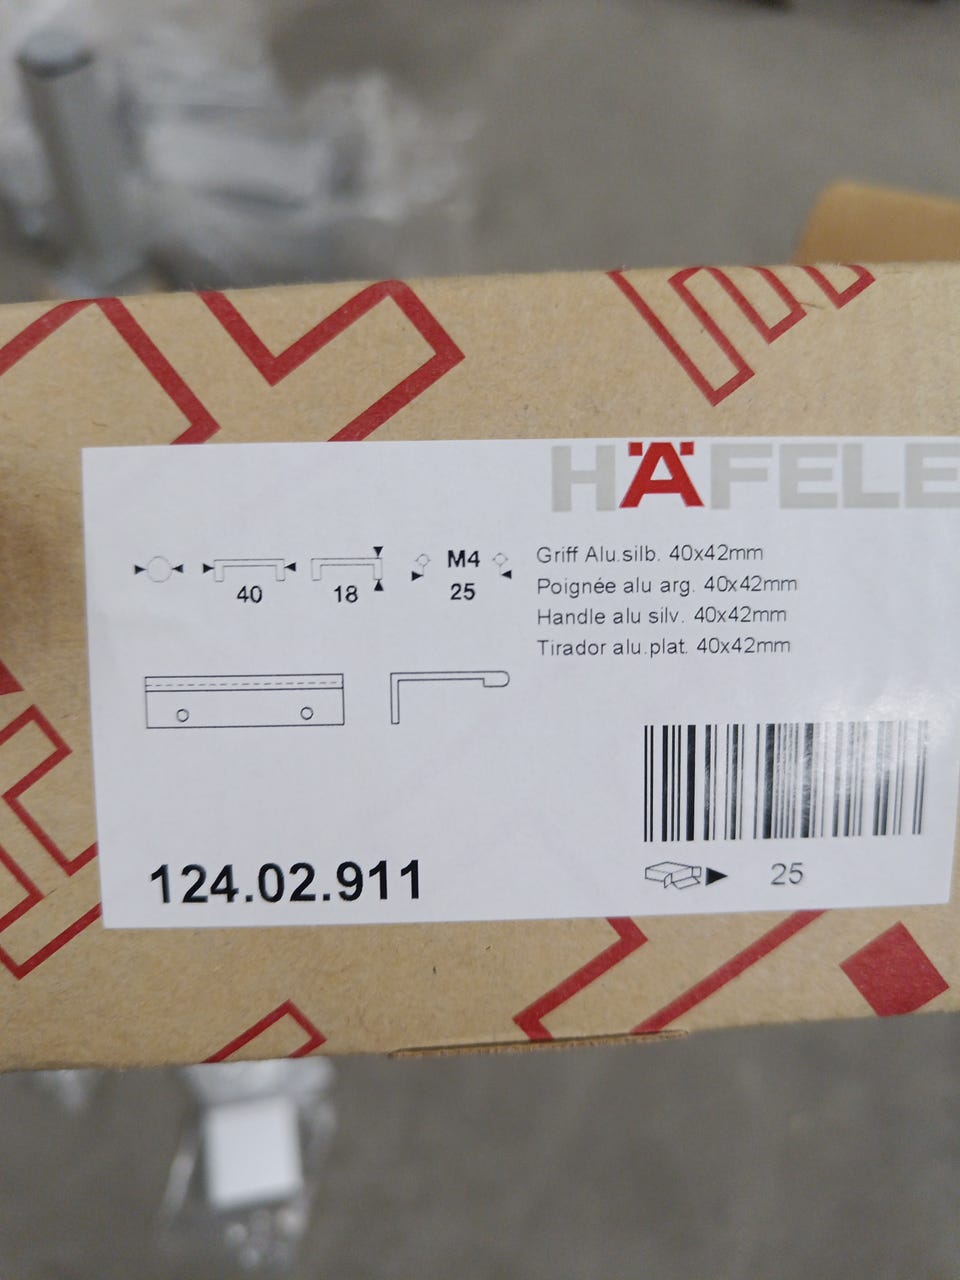 HÄFELE
40
18
M4
25
Griff Alu.silb. 40x42mm
Poignée alu arg. 40x42mm
Handle alu silv. 40x42mm
Tirador alu.plat. 40x42mm
124.02.911
25